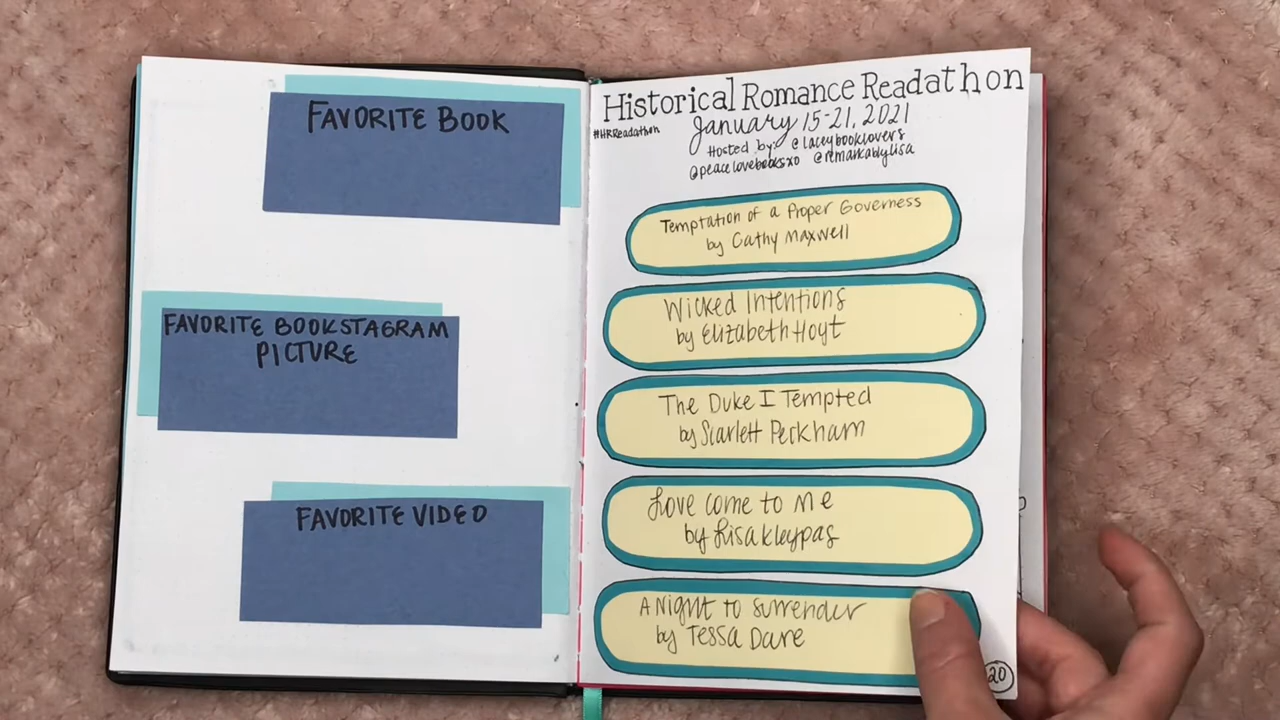 FAVORITE BOOK
FAVORITE BOOKSTAGRAM
PICTURE
FAVORITE VIDEO
Historical Romance Readathon
#HRReadathon
January 15-21, 2021
Hosted by: @laceybooklovers
@peacelovebooksxo @remarkablylisa
Temptation of a Proper Governess
by Cathy Maxwell
Wicked Intentions
by Elizabeth Hoyt
The Duke I Tempted
by Scarlett Peckham
Love come to Me
by Lisa Kleypas
A Night to Surrender
by Tessa Dare
20